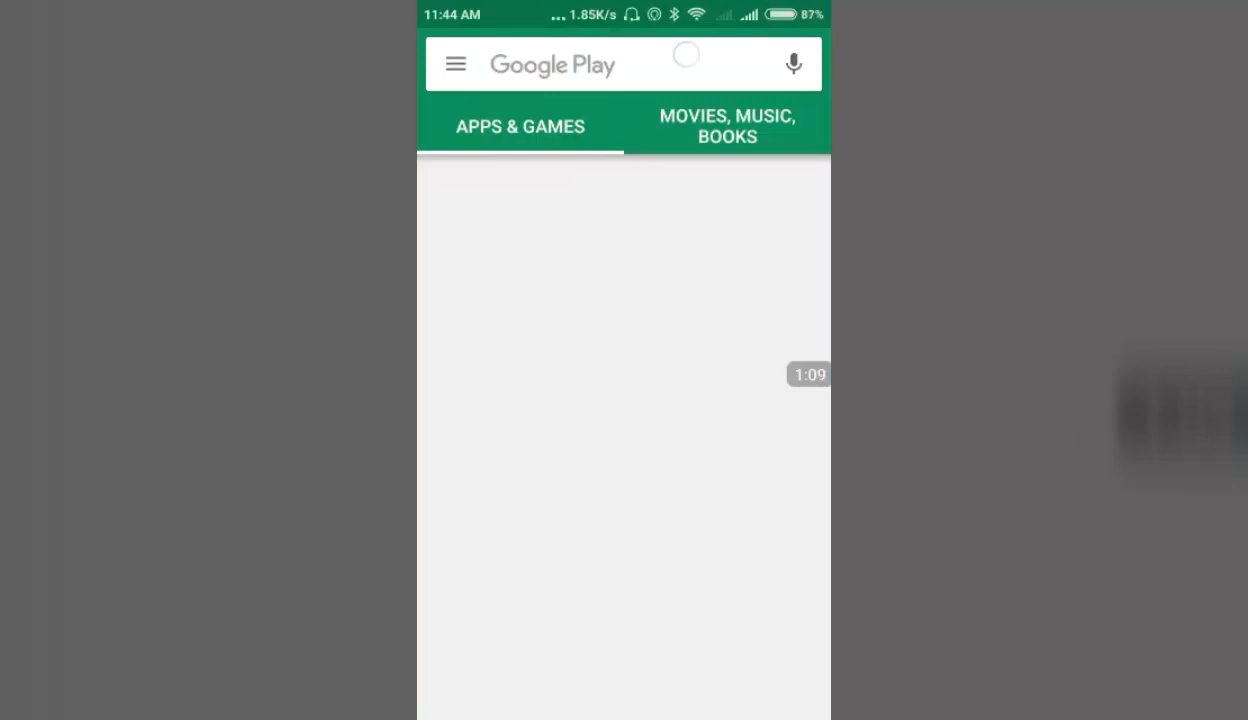 11:44 AM ... 1.85K/s 87%
Google Play
APPS & GAMES
MOVIES, MUSIC,
BOOKS
1:09